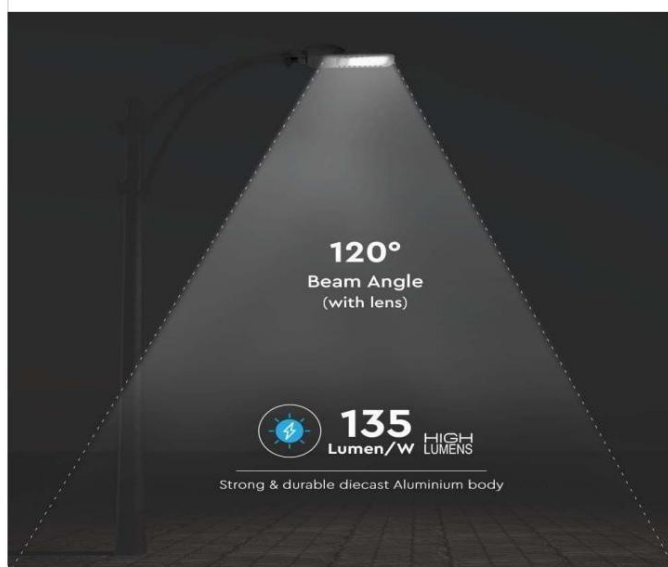 120°
Beam Angle
(with lens)
135
Lumen/W
HIGH
LUMENS
Strong & durable diecast Aluminium body